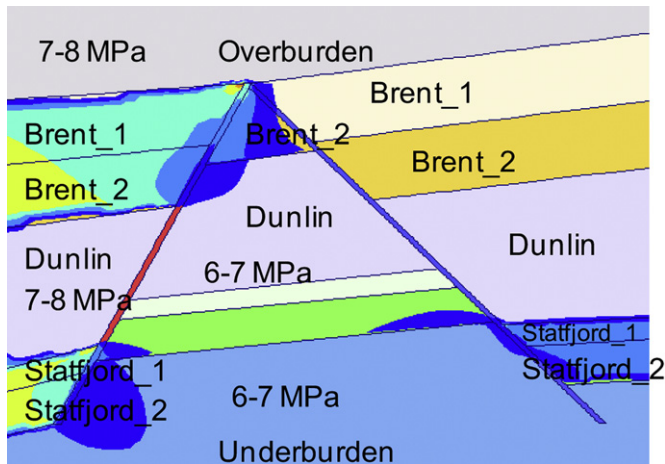 7-8 MPa
Overburden
Brent_1
Brent_1
Brent_2
Brent_2
Brent_2
Dunlin
Dunlin
Dunlin
6-7 MPa
7-8 MPa
Statfjord_1
Statfjord_1
Statfjord_2
6-7 MPa
Statfjord_2
Underburden